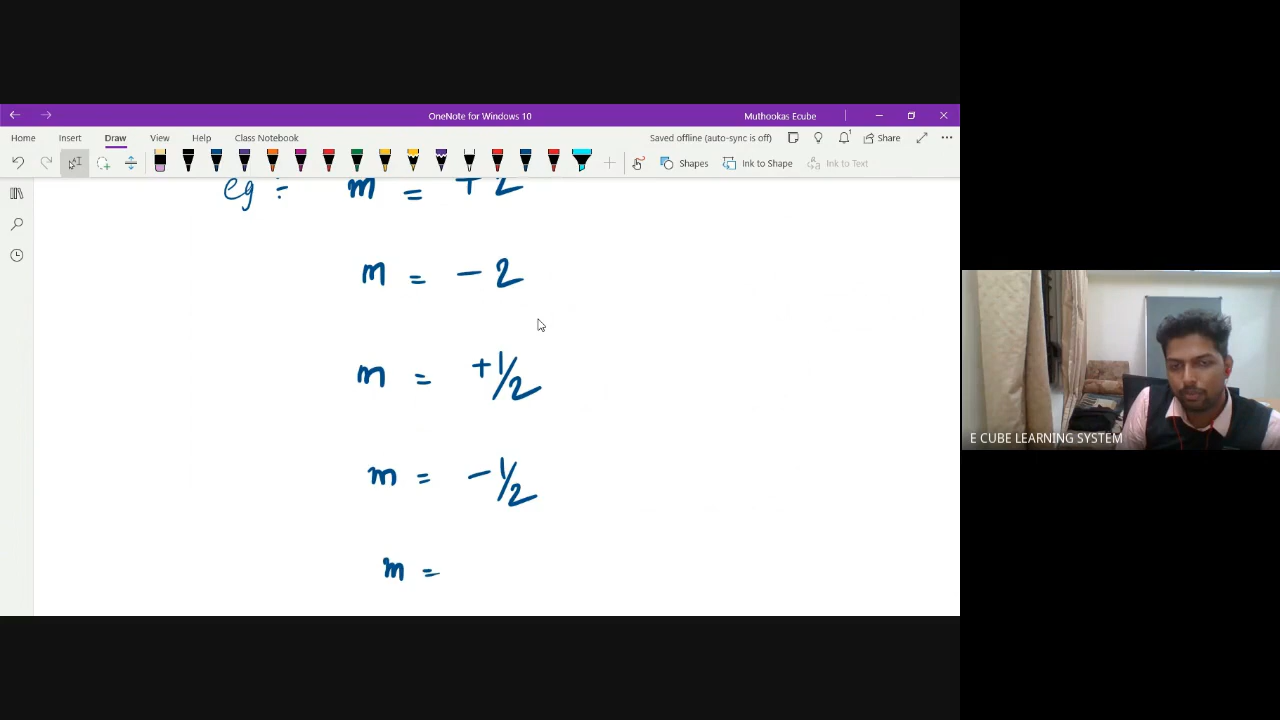 OneNote for Windows 10
Muthookas Ecube
Home Insert Draw View Help Class Notebook
Saved offline (auto-sync is off)
Share
Shapes
Ink to Shape
Ink to Text
eg :- m = + 2
m = - 2
m = + 1/2
m = - 1/2
m =
E CUBE LEARNING SYSTEM